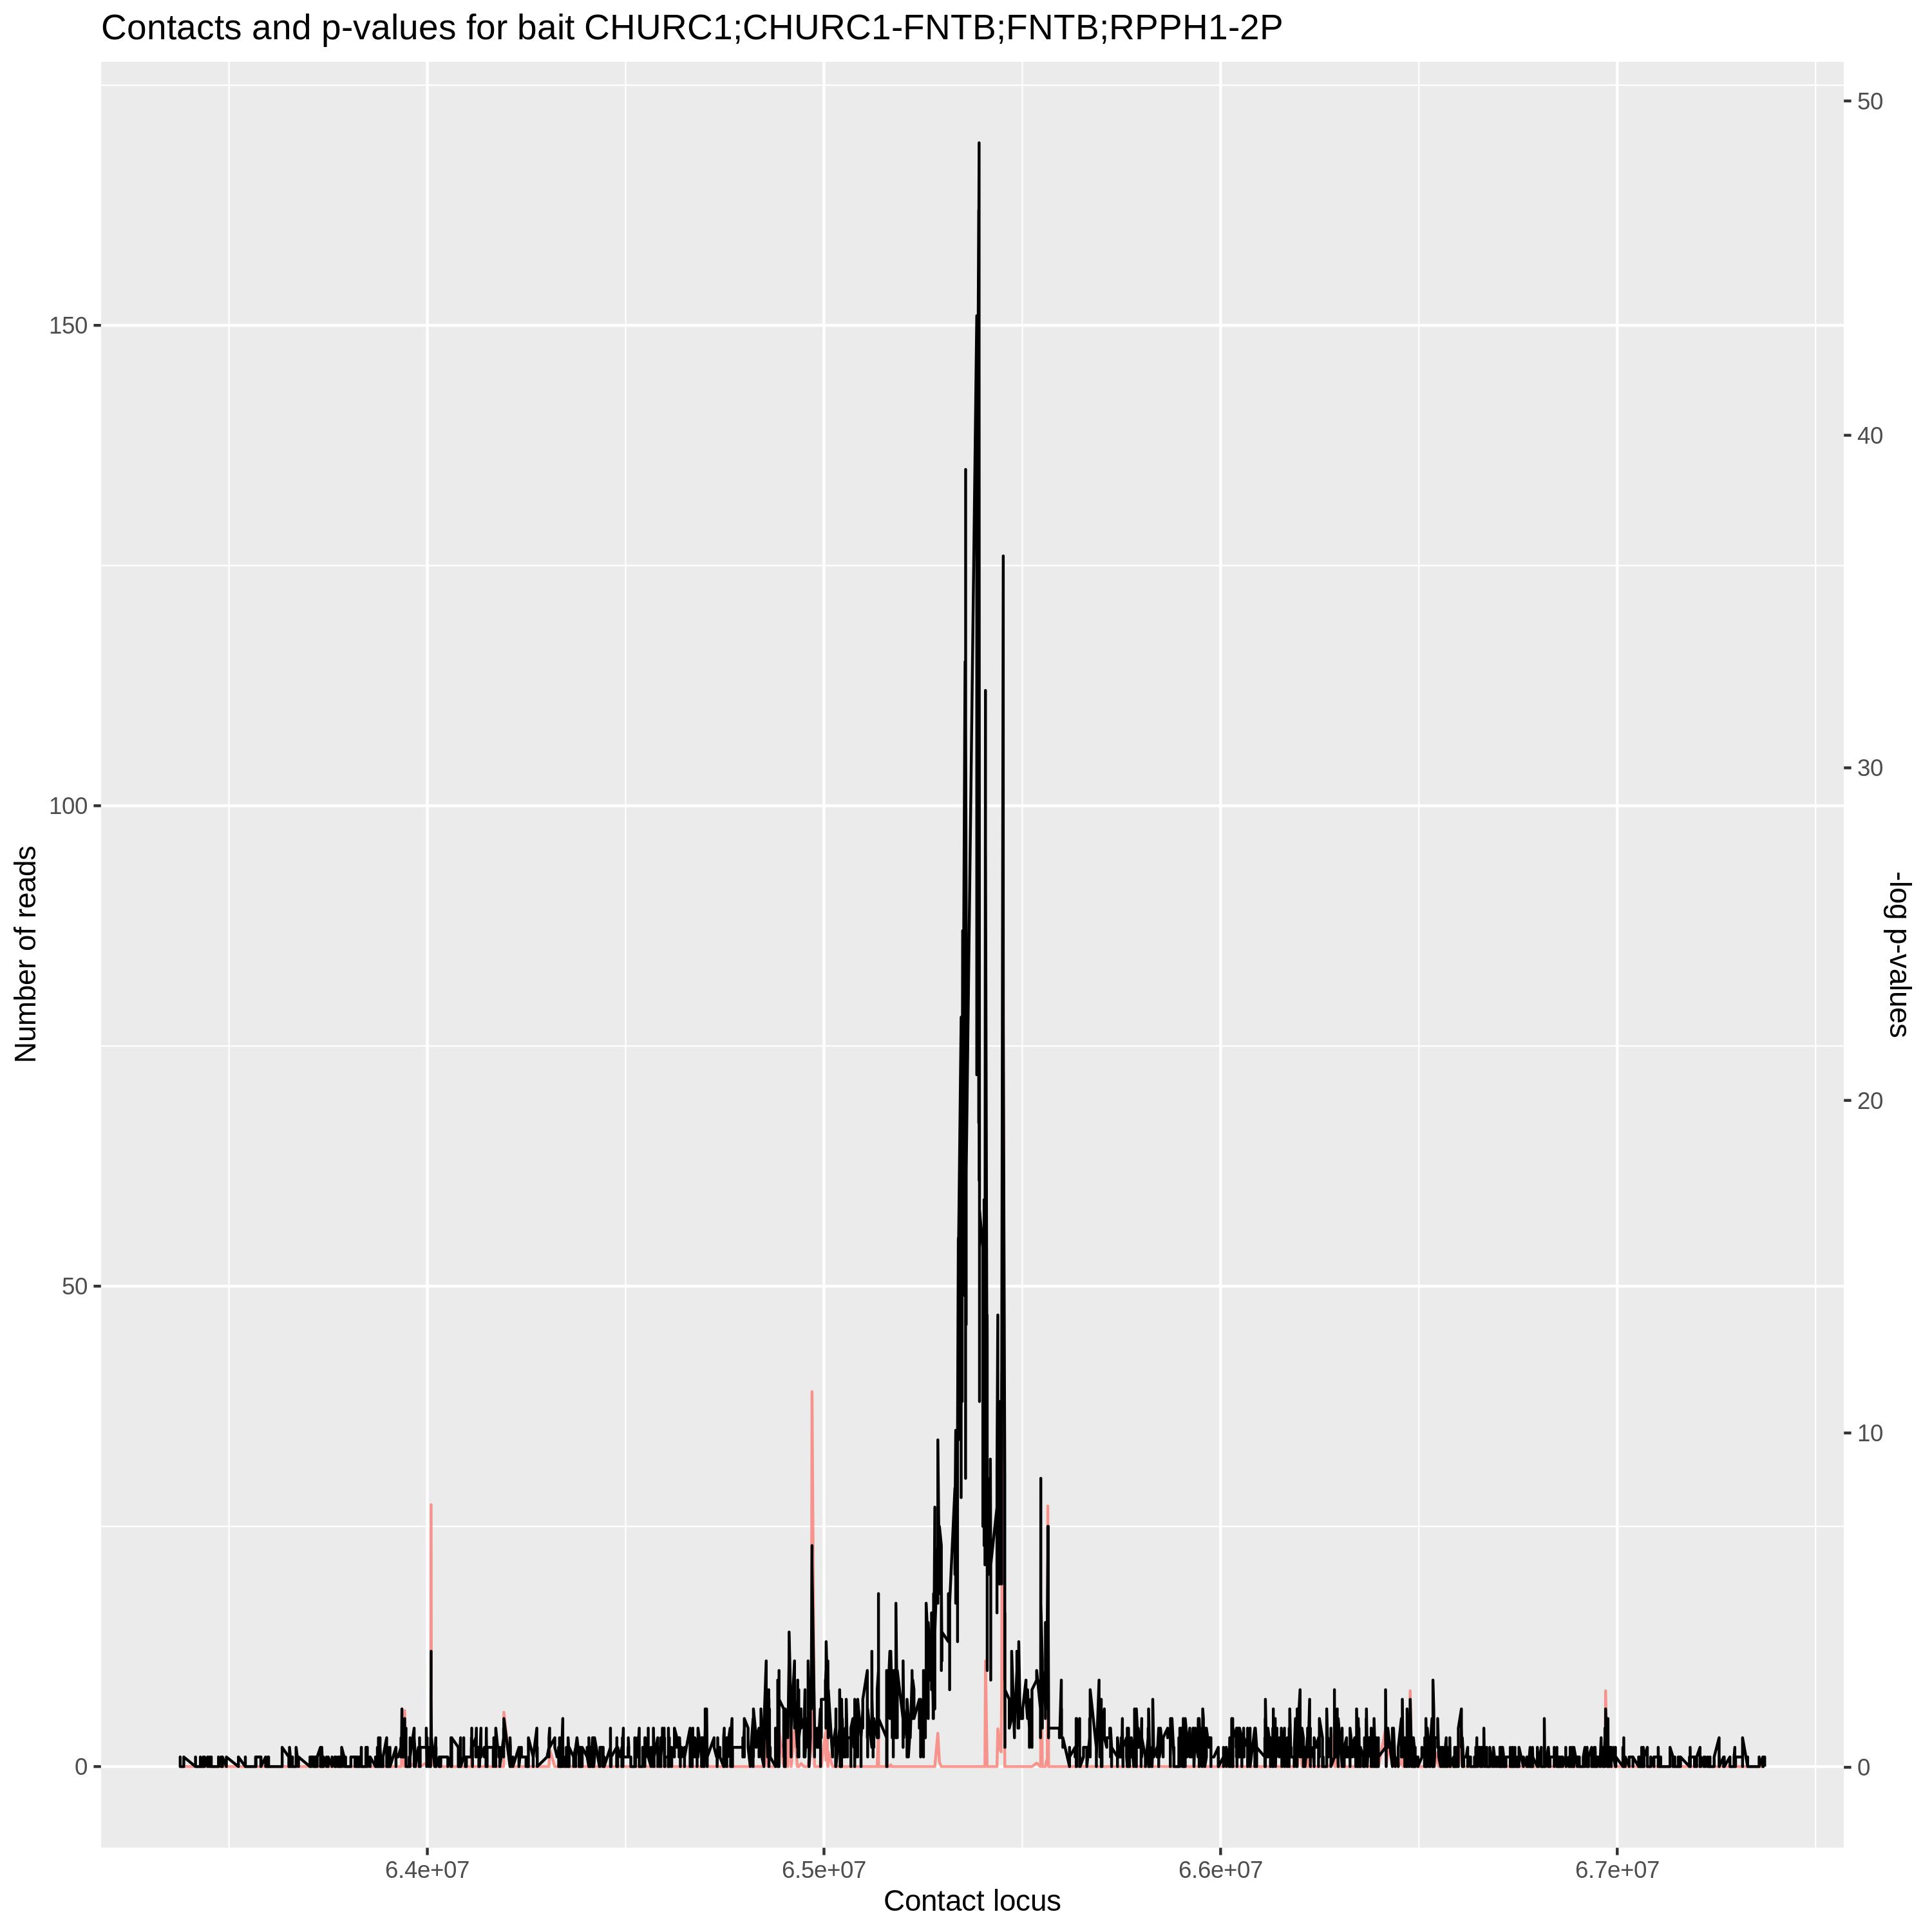 Contacts and p-values for bait CHURC1;CHURC1-FNTB;FNTB;RPPH1-2P
Number of reads
150
100
50
0
50
40
30
20
10
0
-log p-values
6.4e+07
6.5e+07
6.6e+07
6.7e+07
Contact locus